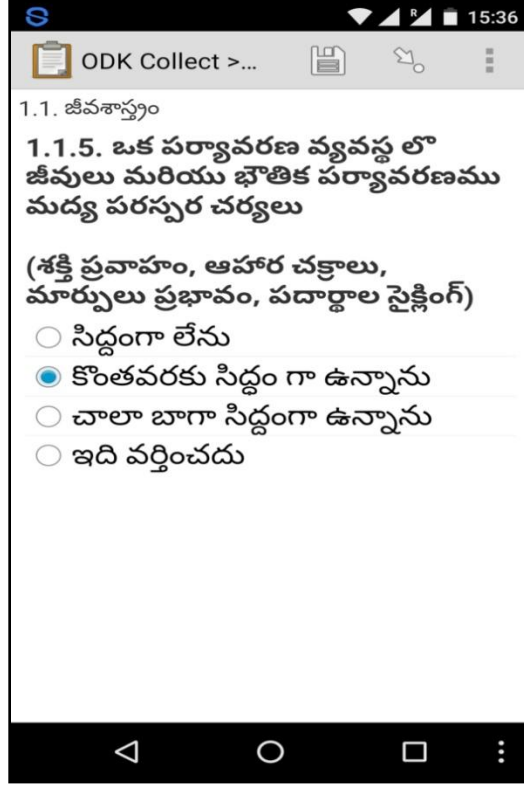 R
15:36
ODK Collect >...
1.1. జీవశాస్త్రం
1.1.5. ఒక పర్యావరణ వ్యవస్థ లొ
జీవులు మరియు భౌతిక పర్యావరణము
మద్య పరస్పర చర్యలు
(శక్తి ప్రవాహం, ఆహార చక్రాలు,
మార్పులు ప్రభావం, పదార్థాల సైక్లింగ్)
సిద్దంగా లేను
కొంతవరకు సిద్ధం గా ఉన్నాను
చాలా బాగా సిద్దంగా ఉన్నాను
ఇది వర్తించదు